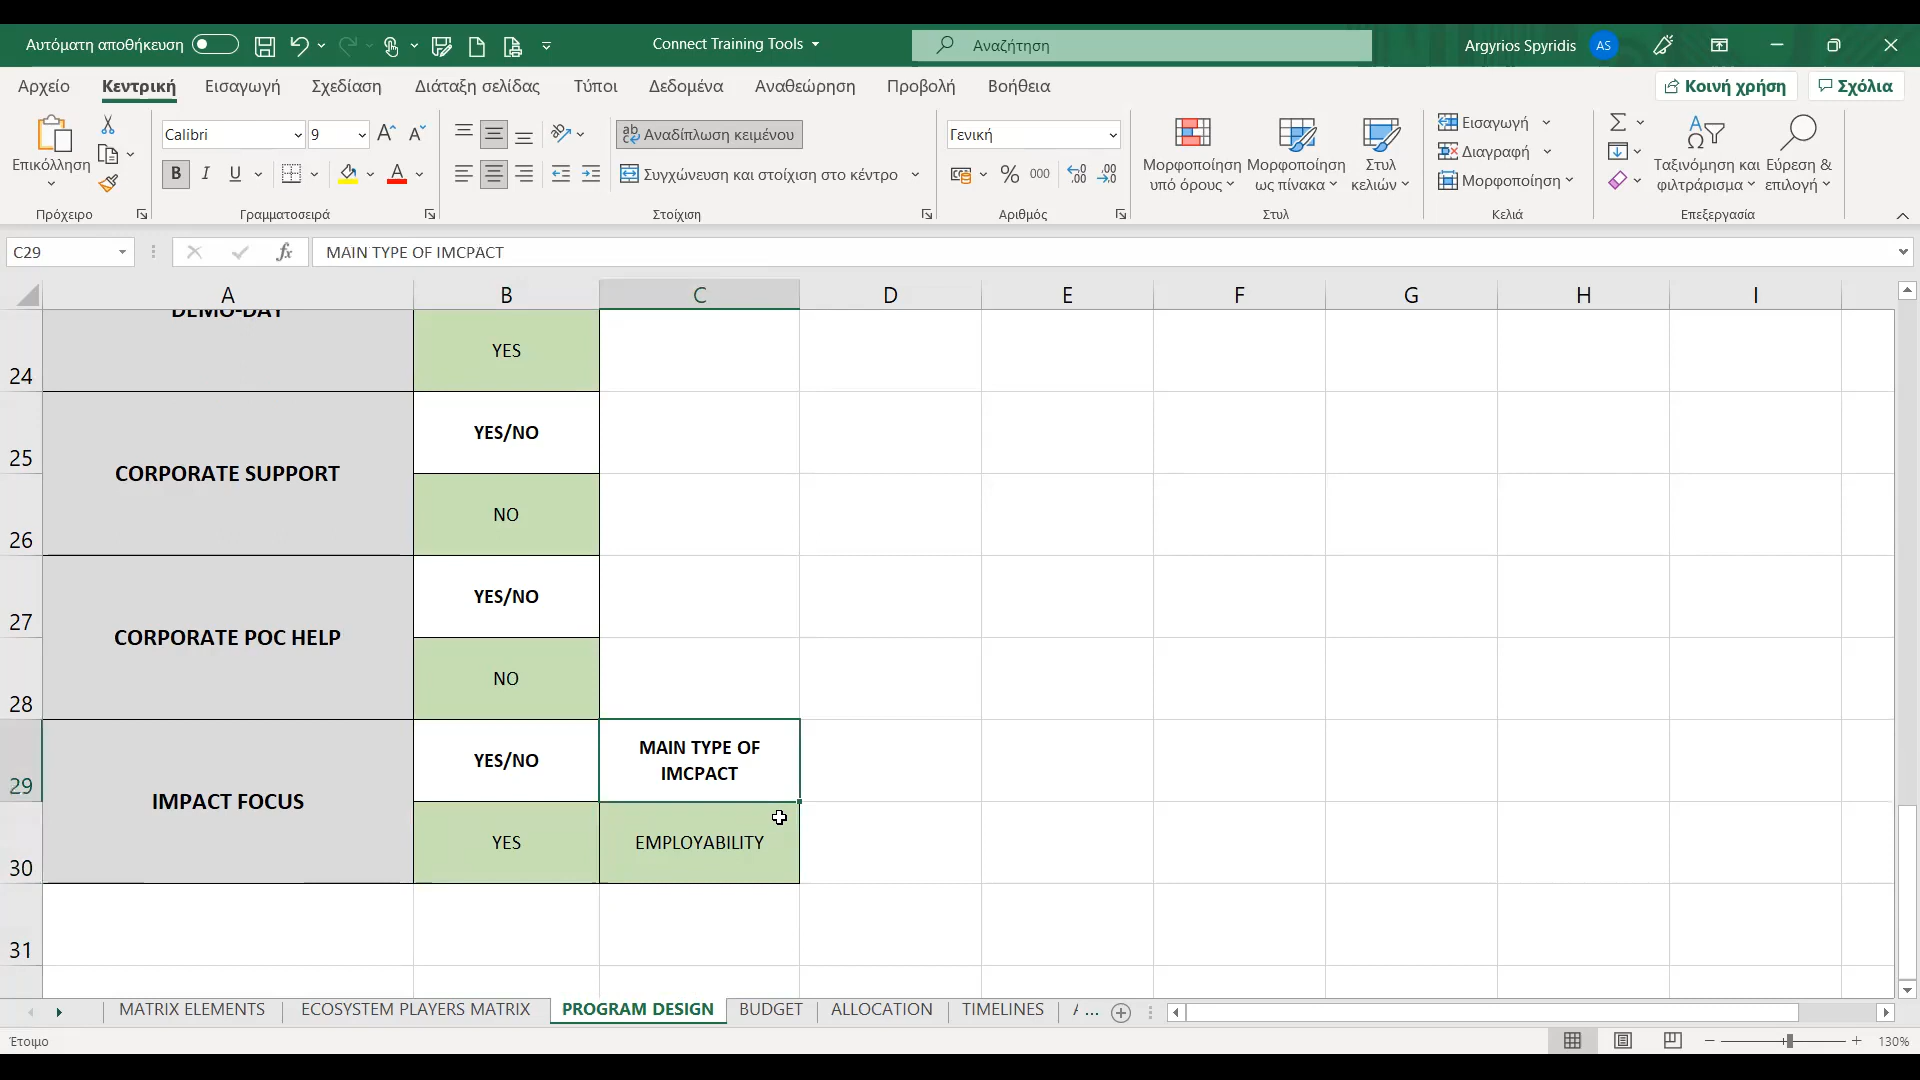 Αυτόματη αποθήκευση
Connect Training Tools
Αναζήτηση
Argyrios Spyridis
AS
Αρχείο
Κεντρική
Εισαγωγή
Σχεδίαση
Διάταξη σελίδας
Τύποι
Δεδομένα
Αναθεώρηση
Προβολή
Βοήθεια
Κοινή χρήση
Σχόλια
Επικόλληση
Calibri
9
Αναδίπλωση κειμένου
Συγχώνευση και στοίχιση στο κέντρο
Γενική
% 000
Μορφοποίηση
υπό όρους
Μορφοποίηση
ως πίνακα
Στυλ
κελιών
Εισαγωγή
Διαγραφή
Μορφοποίηση
Ταξινόμηση και
φιλτράρισμα
Εύρεση &
επιλογή
Πρόχειρο
Γραμματοσειρά
Στοίχιση
Αριθμός
Στυλ
Κελιά
Επεξεργασία
C29
fx
MAIN TYPE OF IMCPACT
A B C D E F G H I
DEMO-DAY
24
YES
25
YES/NO
CORPORATE SUPPORT
26
NO
27
YES/NO
CORPORATE POC HELP
28
NO
29
YES/NO
MAIN TYPE OF
IMCPACT
IMPACT FOCUS
30
YES
EMPLOYABILITY
31
MATRIX ELEMENTS
ECOSYSTEM PLAYERS MATRIX
PROGRAM DESIGN
BUDGET
ALLOCATION
TIMELINES
...
Έτοιμο
130%